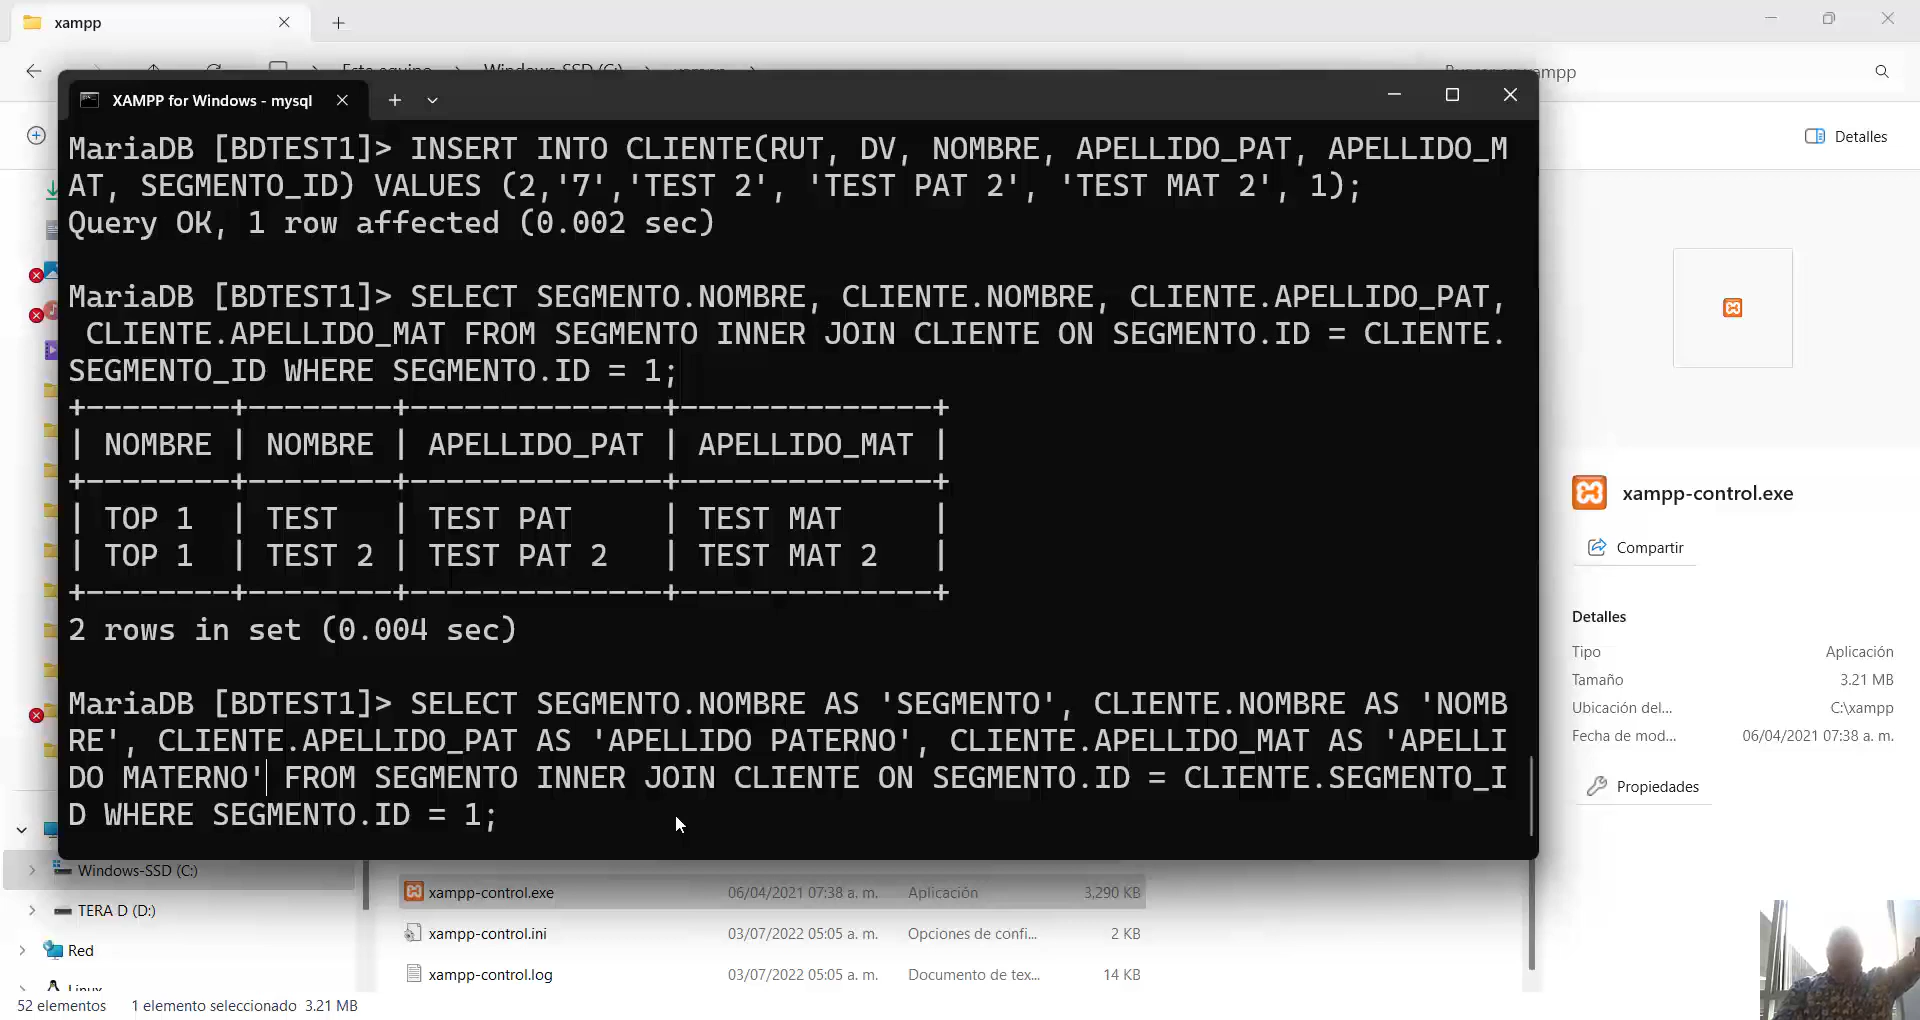 xampp
Detalles
XAMPP for Windows - mysql
MariaDB [BDTEST1]> INSERT INTO CLIENTE(RUT, DV, NOMBRE, APELLIDO_PAT, APELLIDO_M
AT, SEGMENTO_ID) VALUES (2,'7','TEST 2', 'TEST PAT 2', 'TEST MAT 2', 1);
Query OK, 1 row affected (0.002 sec)
MariaDB [BDTEST1]> SELECT SEGMENTO.NOMBRE, CLIENTE.NOMBRE, CLIENTE.APELLIDO_PAT,
CLIENTE.APELLIDO_MAT FROM SEGMENTO INNER JOIN CLIENTE ON SEGMENTO.ID = CLIENTE.
SEGMENTO_ID WHERE SEGMENTO.ID = 1;
+--------+--------+--------------+--------------+
| NOMBRE | NOMBRE | APELLIDO_PAT | APELLIDO_MAT |
+--------+--------+--------------+--------------+
| TOP 1  | TEST   | TEST PAT     | TEST MAT     |
| TOP 1  | TEST 2 | TEST PAT 2   | TEST MAT 2   |
+--------+--------+--------------+--------------+
2 rows in set (0.004 sec)
MariaDB [BDTEST1]> SELECT SEGMENTO.NOMBRE AS 'SEGMENTO', CLIENTE.NOMBRE AS 'NOMB
RE', CLIENTE.APELLIDO_PAT AS 'APELLIDO PATERNO', CLIENTE.APELLIDO_MAT AS 'APELLI
DO MATERNO' FROM SEGMENTO INNER JOIN CLIENTE ON SEGMENTO.ID = CLIENTE.SEGMENTO_I
D WHERE SEGMENTO.ID = 1;
xampp-control.exe
Compartir
Detalles
Tipo Aplicación
Tamaño 3.21 MB
Ubicación del... C:\xampp
Fecha de mod... 06/04/2021 07:38 a. m.
Propiedades
Windows-SSD (C:)
TERA D (D:)
Red
xampp-control.exe 06/04/2021 07:38 a. m. Aplicación 3,290 KB
xampp-control.ini 03/07/2022 05:05 a. m. Opciones de confi... 2 KB
xampp-control.log 03/07/2022 05:05 a. m. Documento de tex... 14 KB
52 elementos 1 elemento seleccionado 3.21 MB